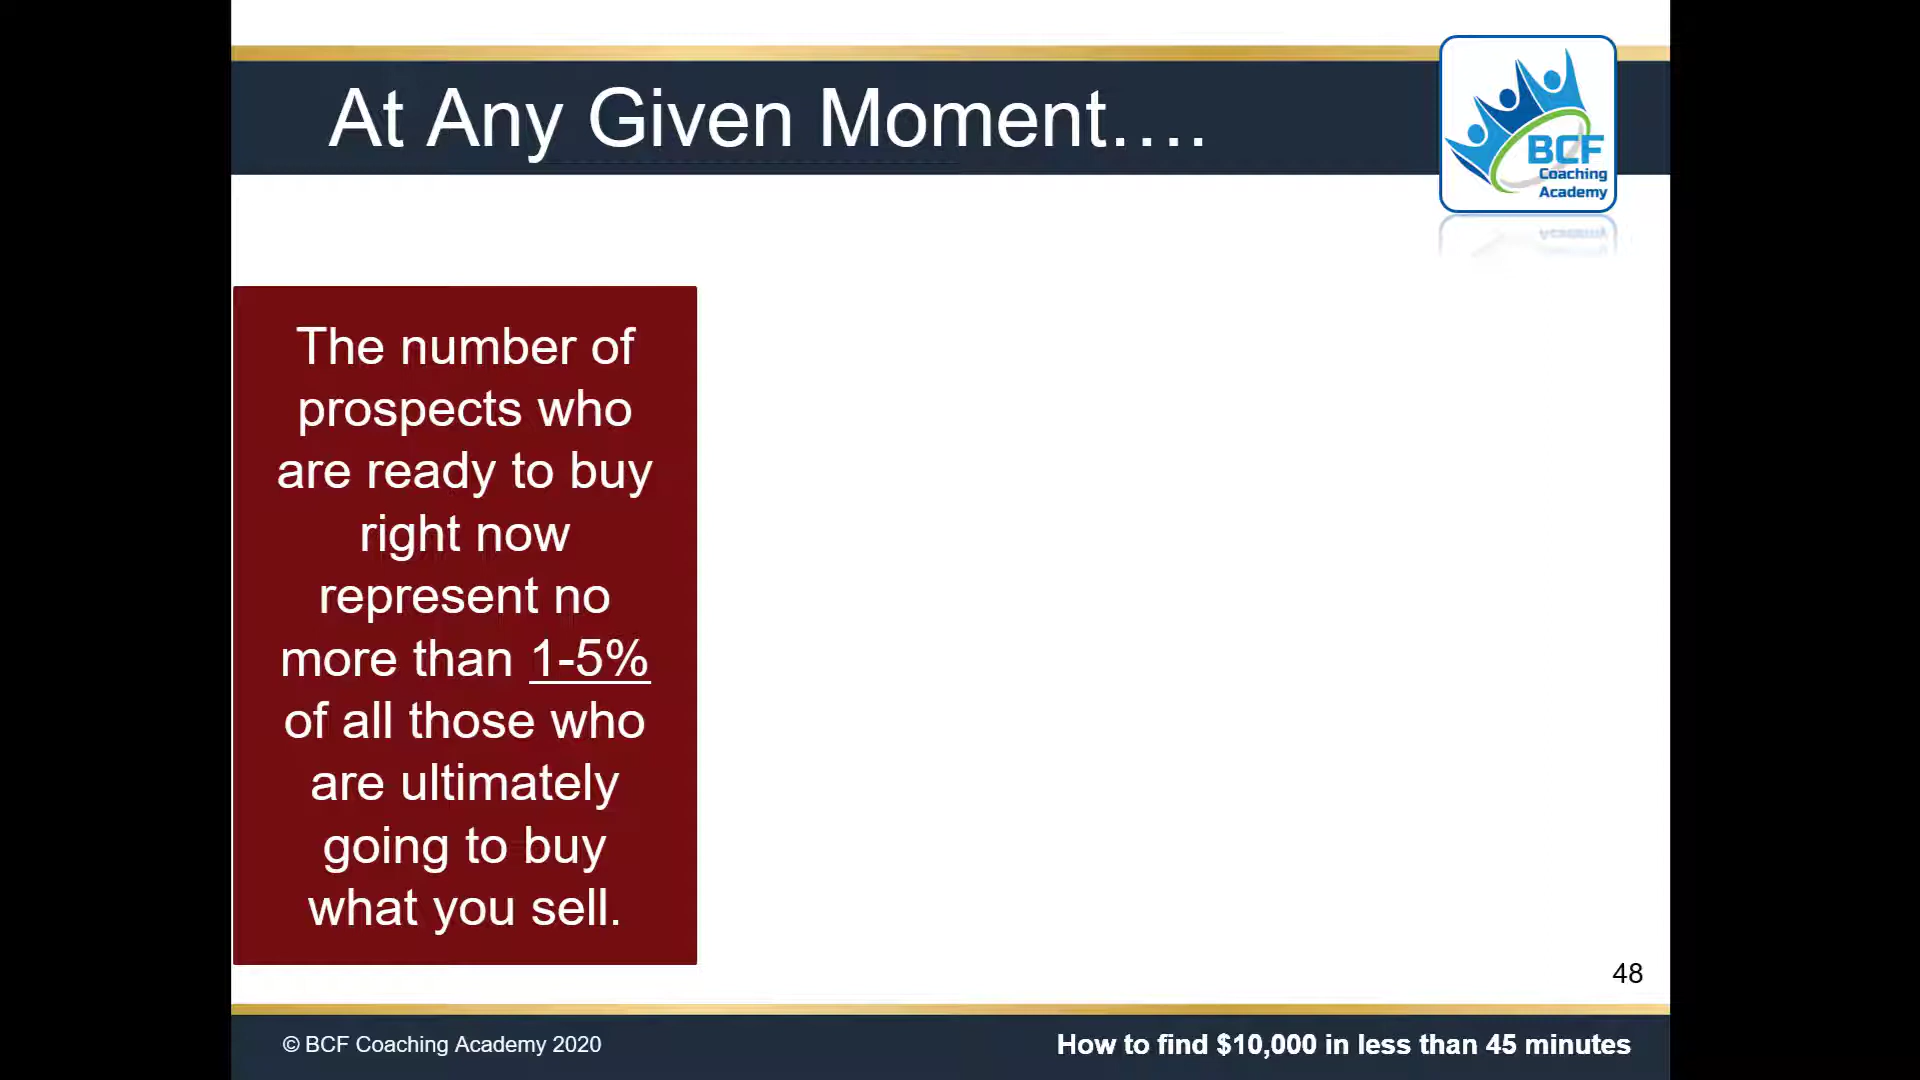 At Any Given Moment....
BCF
Coaching
Academy
The number of
prospects who
are ready to buy
right now
represent no
more than 1-5%
of all those who
are ultimately
going to buy
what you sell.
48
© BCF Coaching Academy 2020
How to find $10,000 in less than 45 minutes